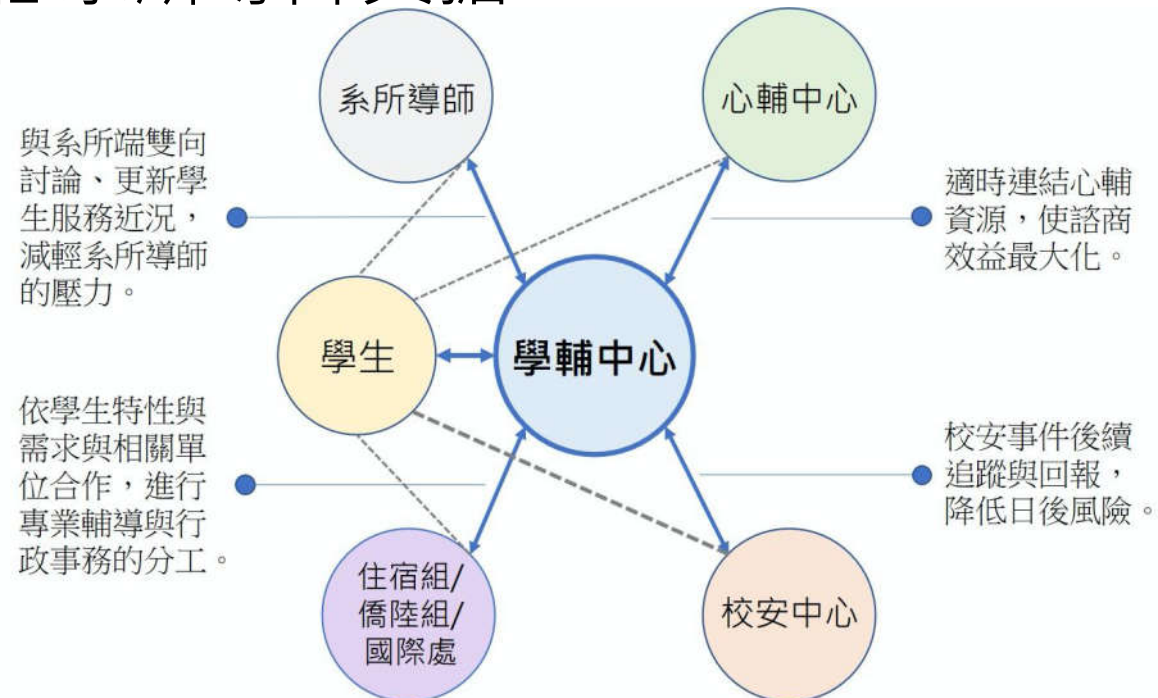 系所導師
心輔中心
與系所端雙向
討論、更新學
生服務近況，
減輕系所導師
的壓力。
適時連結心輔
資源，使諮商
效益最大化。
學生
學輔中心
依學生特性與
需求與相關單
位合作，進行
專業輔導與行
政事務的分工。
校安事件後續
追蹤與回報，
降低日後風險。
住宿組/
僑陸組/
國際處
校安中心